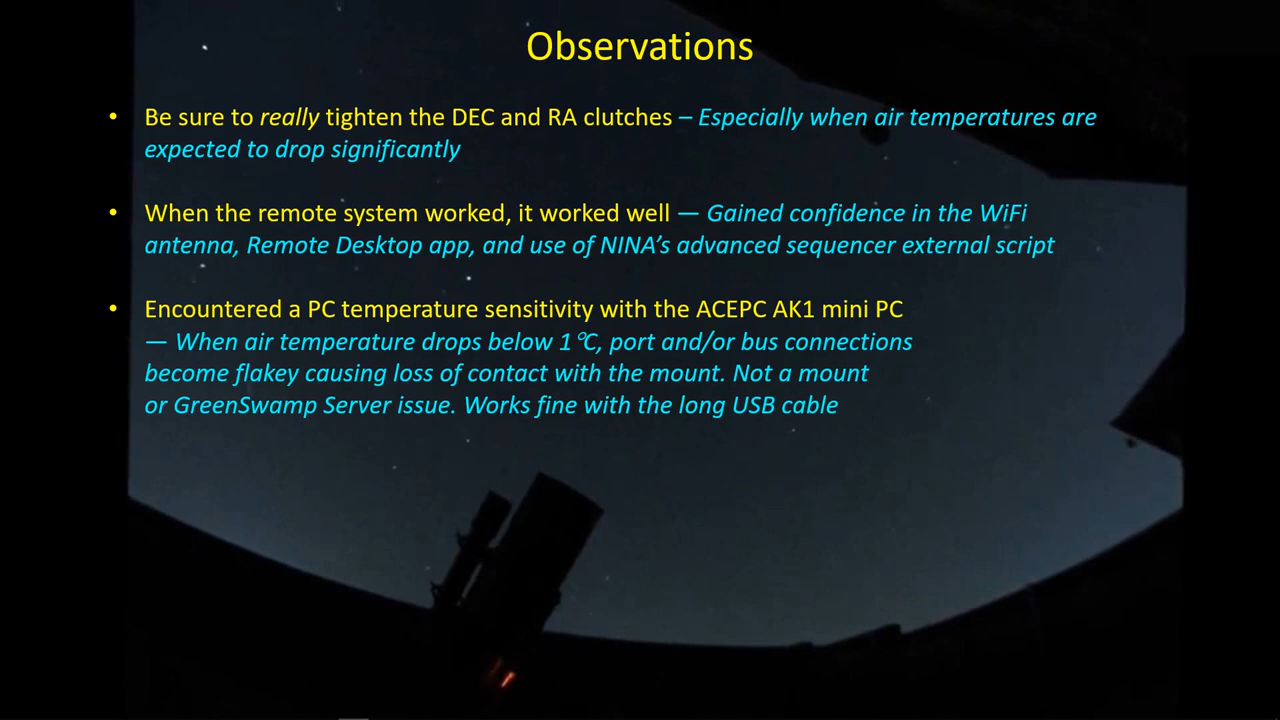 Observations
• Be sure to really tighten the DEC and RA clutches – Especially when air temperatures are
expected to drop significantly
• When the remote system worked, it worked well — Gained confidence in the WiFi
antenna, Remote Desktop app, and use of NINA’s advanced sequencer external script
• Encountered a PC temperature sensitivity with the ACEPC AK1 mini PC
— When air temperature drops below 1℃, port and/or bus connections
become flakey causing loss of contact with the mount. Not a mount
or GreenSwamp Server issue. Works fine with the long USB cable